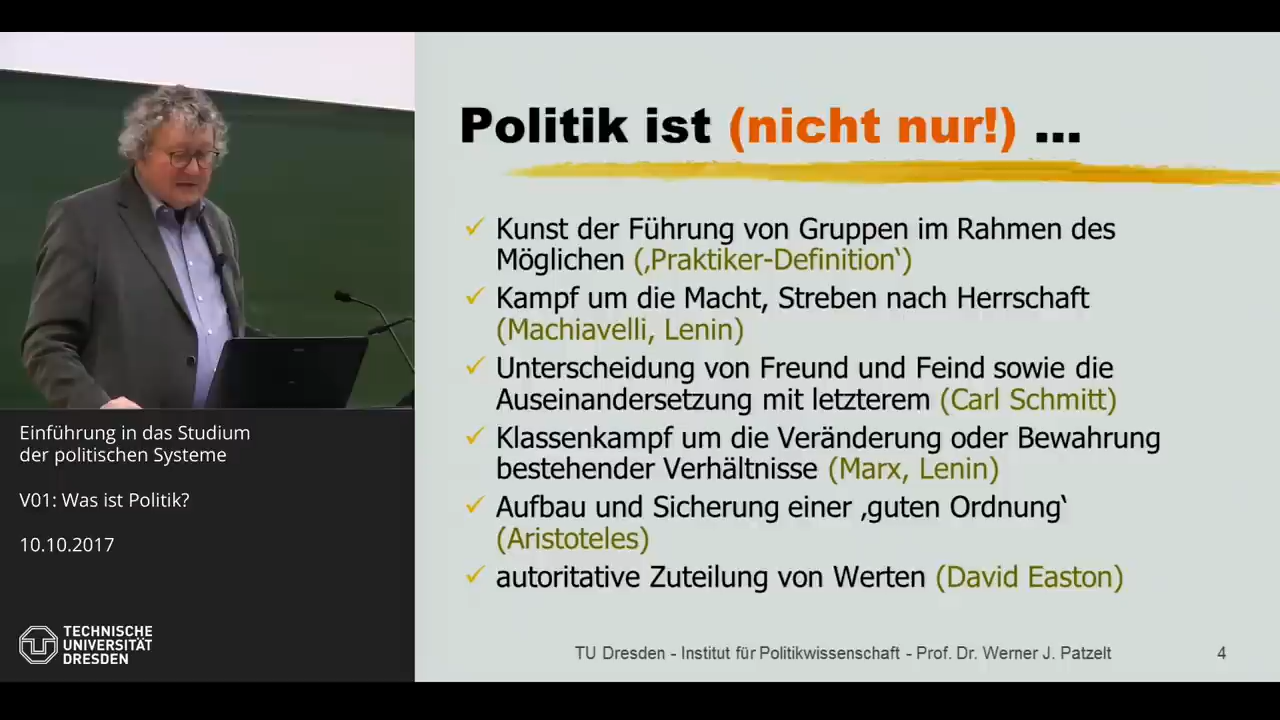 Politik ist (nicht nur!) ...
Kunst der Führung von Gruppen im Rahmen des
Möglichen (‚Praktiker-Definition‘)
Kampf um die Macht, Streben nach Herrschaft
(Machiavelli, Lenin)
Unterscheidung von Freund und Feind sowie die
Auseinandersetzung mit letzterem (Carl Schmitt)
Klassenkampf um die Veränderung oder Bewahrung
bestehender Verhältnisse (Marx, Lenin)
Aufbau und Sicherung einer ‚guten Ordnung‘
(Aristoteles)
autoritative Zuteilung von Werten (David Easton)
TU Dresden - Institut für Politikwissenschaft - Prof. Dr. Werner J. Patzelt 4
Einführung in das Studium
der politischen Systeme
V01: Was ist Politik?
10.10.2017
TECHNISCHE
UNIVERSITÄT
DRESDEN